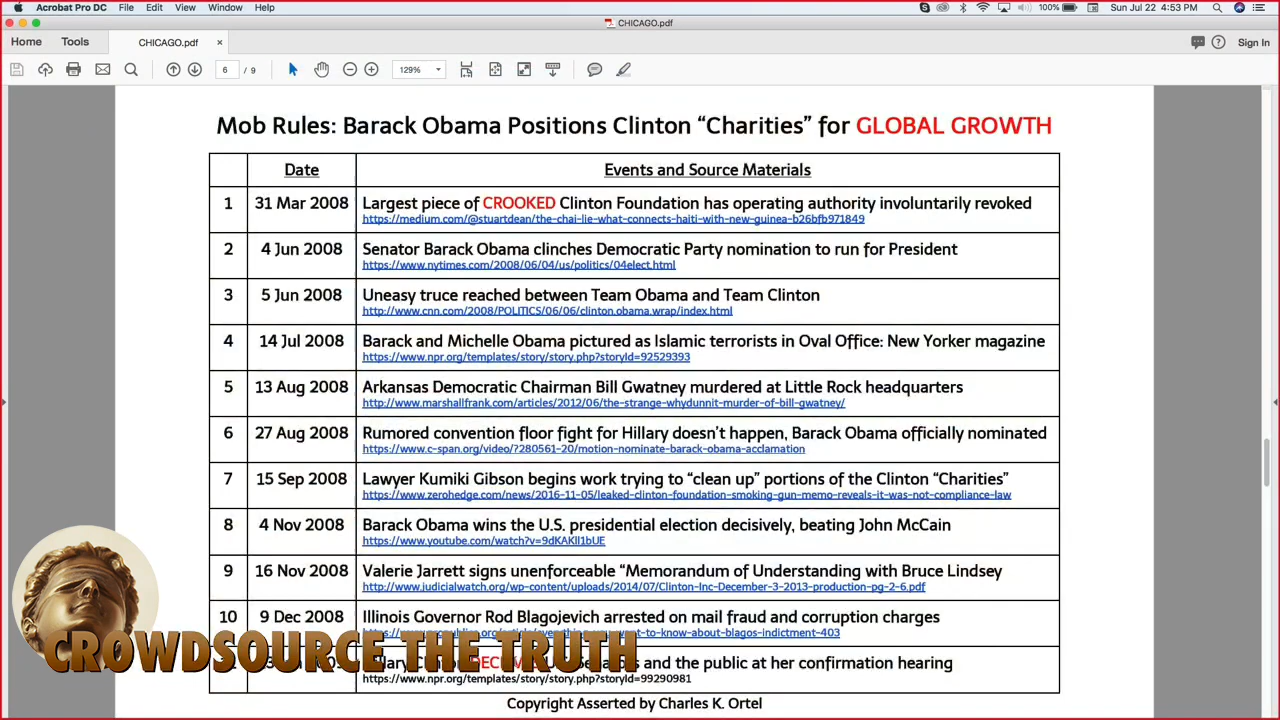 Acrobat Pro DC File Edit View Window Help 100% Sun Jul 22 4:53 PM
CHICAGO.pdf
Home Tools CHICAGO.pdf × Sign In
6 / 9 129%
Mob Rules: Barack Obama Positions Clinton “Charities” for GLOBAL GROWTH
Date Events and Source Materials
1 31 Mar 2008 Largest piece of CROOKED Clinton Foundation has operating authority involuntarily revoked
https://medium.com/@stuartdean/the-chai-lie-what-connects-haiti-with-new-guinea-b26bfb971849
2 4 Jun 2008 Senator Barack Obama clinches Democratic Party nomination to run for President
https://www.nytimes.com/2008/06/04/us/politics/04elect.html
3 5 Jun 2008 Uneasy truce reached between Team Obama and Team Clinton
http://www.cnn.com/2008/POLITICS/06/06/clinton.obama.wrap/index.html
4 14 Jul 2008 Barack and Michelle Obama pictured as Islamic terrorists in Oval Office: New Yorker magazine
https://www.npr.org/templates/story/story.php?storyId=92529393
5 13 Aug 2008 Arkansas Democratic Chairman Bill Gwatney murdered at Little Rock headquarters
http://www.marshallfrank.com/articles/2012/06/the-strange-whydunnit-murder-of-bill-gwatney/
6 27 Aug 2008 Rumored convention floor fight for Hillary doesn’t happen, Barack Obama officially nominated
https://www.c-span.org/video/?280561-20/motion-nominate-barack-obama-acclamation
7 15 Sep 2008 Lawyer Kumiki Gibson begins work trying to “clean up” portions of the Clinton “Charities”
https://www.zerohedge.com/news/2016-11-05/leaked-clinton-foundation-smoking-gun-memo-reveals-it-was-not-compliance-law
8 4 Nov 2008 Barack Obama wins the U.S. presidential election decisively, beating John McCain
https://www.youtube.com/watch?v=9dKAKll1bUE
9 16 Nov 2008 Valerie Jarrett signs unenforceable “Memorandum of Understanding with Bruce Lindsey
http://www.judicialwatch.org/wp-content/uploads/2014/07/Clinton-Inc-December-3-2013-production-pg-2-6.pdf
10 9 Dec 2008 Illinois Governor Rod Blagojevich arrested on mail fraud and corruption charges
CROWDSOURCE THE TRUTH
and the public at her confirmation hearing
https://www.npr.org/templates/story/story.php?storyId=99290981
Copyright Asserted by Charles K. Ortel